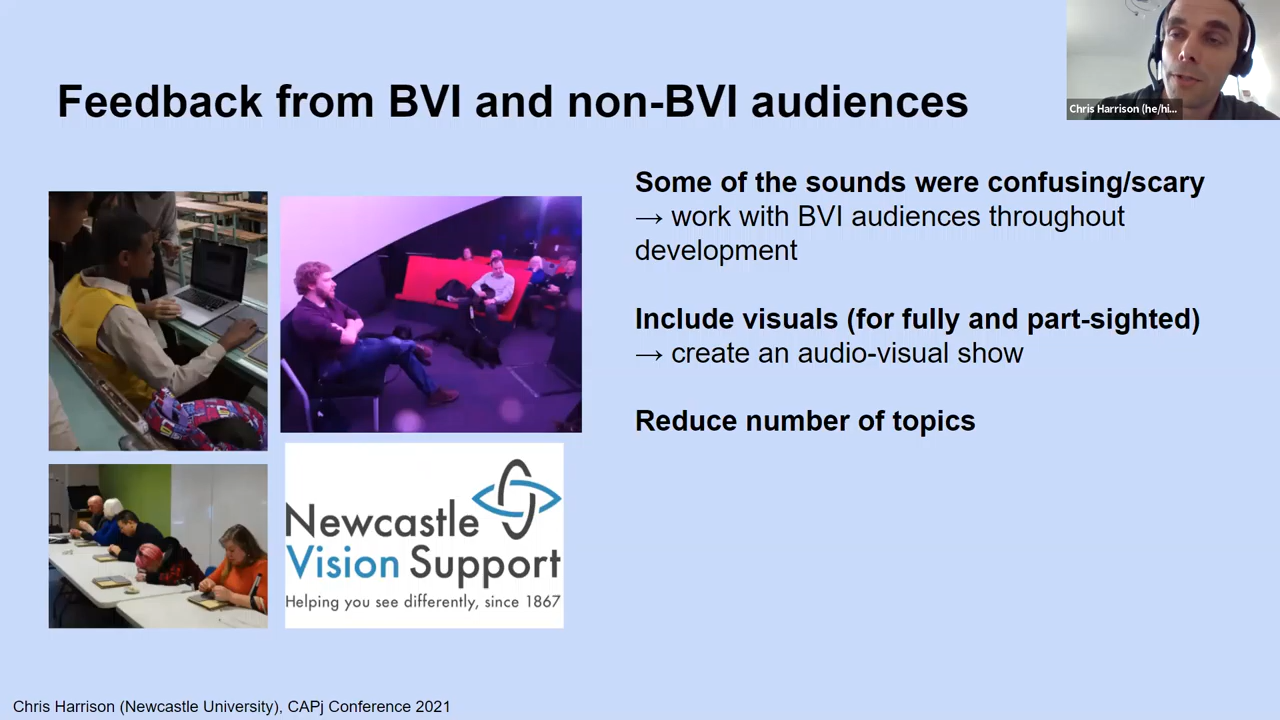 Feedback from BVI and non-BVI audiences
Chris Harrison (he/hi...
Some of the sounds were confusing/scary
→ work with BVI audiences throughout
development
Include visuals (for fully and part-sighted)
→ create an audio-visual show
Reduce number of topics
Newcastle
Vision Support
Helping you see differently, since 1867
Chris Harrison (Newcastle University), CAPj Conference 2021